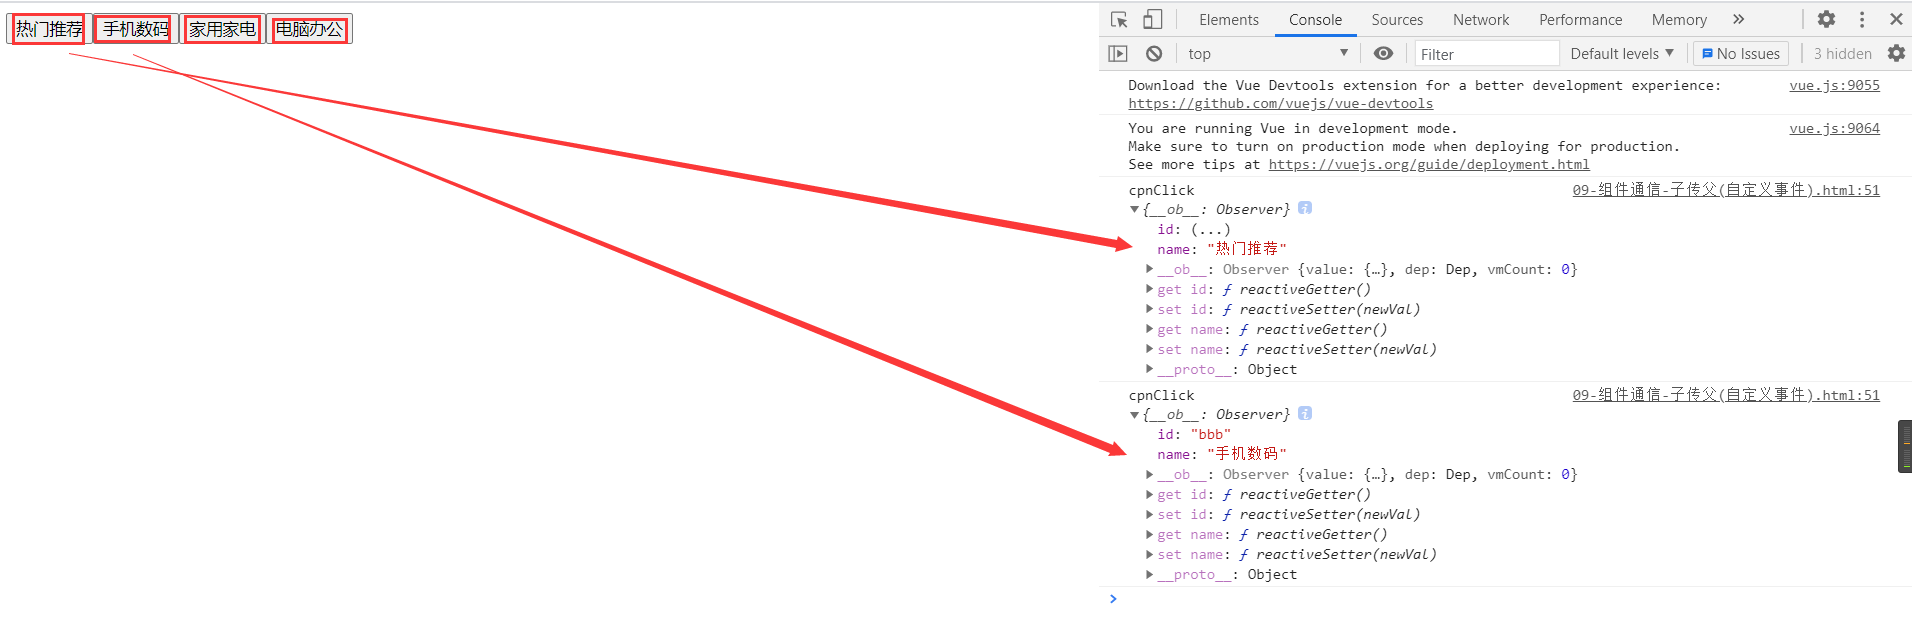 热门推荐 手机数码 家用家电 电脑办公
Elements Console Sources Network Performance Memory »
top Filter Default levels No Issues 3 hidden
Download the Vue Devtools extension for a better development experience: vue.js:9055
https://github.com/vuejs/vue-devtools
You are running Vue in development mode. vue.js:9064
Make sure to turn on production mode when deploying for production.
See more tips at https://vuejs.org/guide/deployment.html
cpnClick 09-组件通信-子传父(自定义事件).html:51
{__ob__: Observer} i
id: (...)
name: "热门推荐"
__ob__: Observer {value: {…}, dep: Dep, vmCount: 0}
get id: ƒ reactiveGetter()
set id: ƒ reactiveSetter(newVal)
get name: ƒ reactiveGetter()
set name: ƒ reactiveSetter(newVal)
__proto__: Object
cpnClick 09-组件通信-子传父(自定义事件).html:51
{__ob__: Observer} i
id: "bbb"
name: "手机数码"
__ob__: Observer {value: {…}, dep: Dep, vmCount: 0}
get id: ƒ reactiveGetter()
set id: ƒ reactiveSetter(newVal)
get name: ƒ reactiveGetter()
set name: ƒ reactiveSetter(newVal)
__proto__: Object